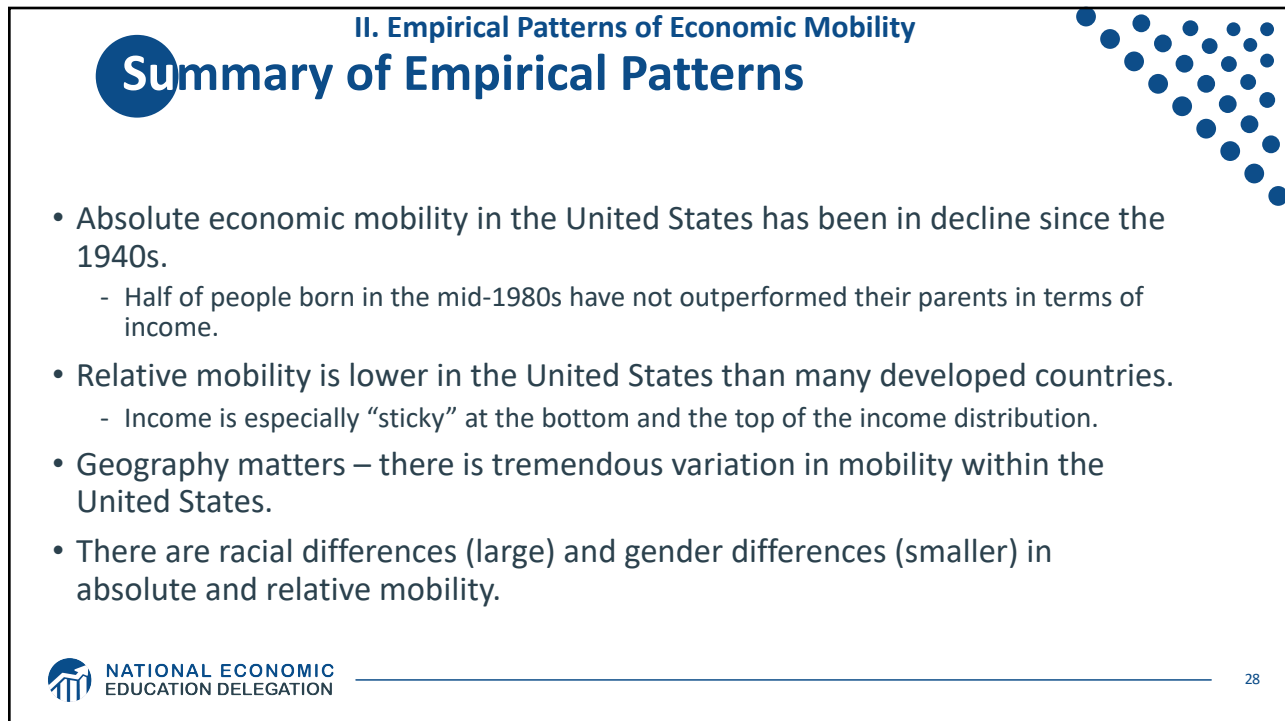 II. Empirical Patterns of Economic Mobility
Summary of Empirical Patterns
• Absolute economic mobility in the United States has been in decline since the
1940s.
- Half of people born in the mid-1980s have not outperformed their parents in terms of
income.
• Relative mobility is lower in the United States than many developed countries.
- Income is especially “sticky” at the bottom and the top of the income distribution.
• Geography matters – there is tremendous variation in mobility within the
United States.
• There are racial differences (large) and gender differences (smaller) in
absolute and relative mobility.
NATIONAL ECONOMIC
EDUCATION DELEGATION
28